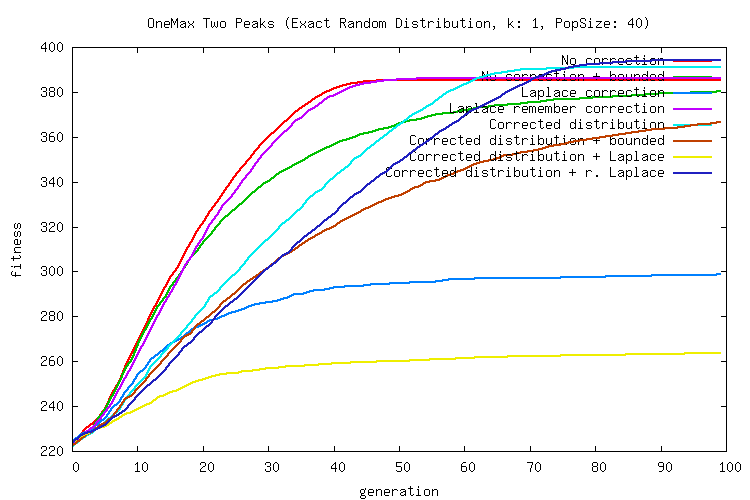 OneMax Two Peaks (Exact Random Distribution, k: 1, PopSize: 40)
400
380
360
340
320
300
280
260
240
220
fitness
No correction
No correction + bounded
Laplace correction
Laplace remember correction
Corrected distribution
Corrected distribution + bounded
Corrected distribution + Laplace
Corrected distribution + r. Laplace
0 10 20 30 40 50 60 70 80 90 100
generation